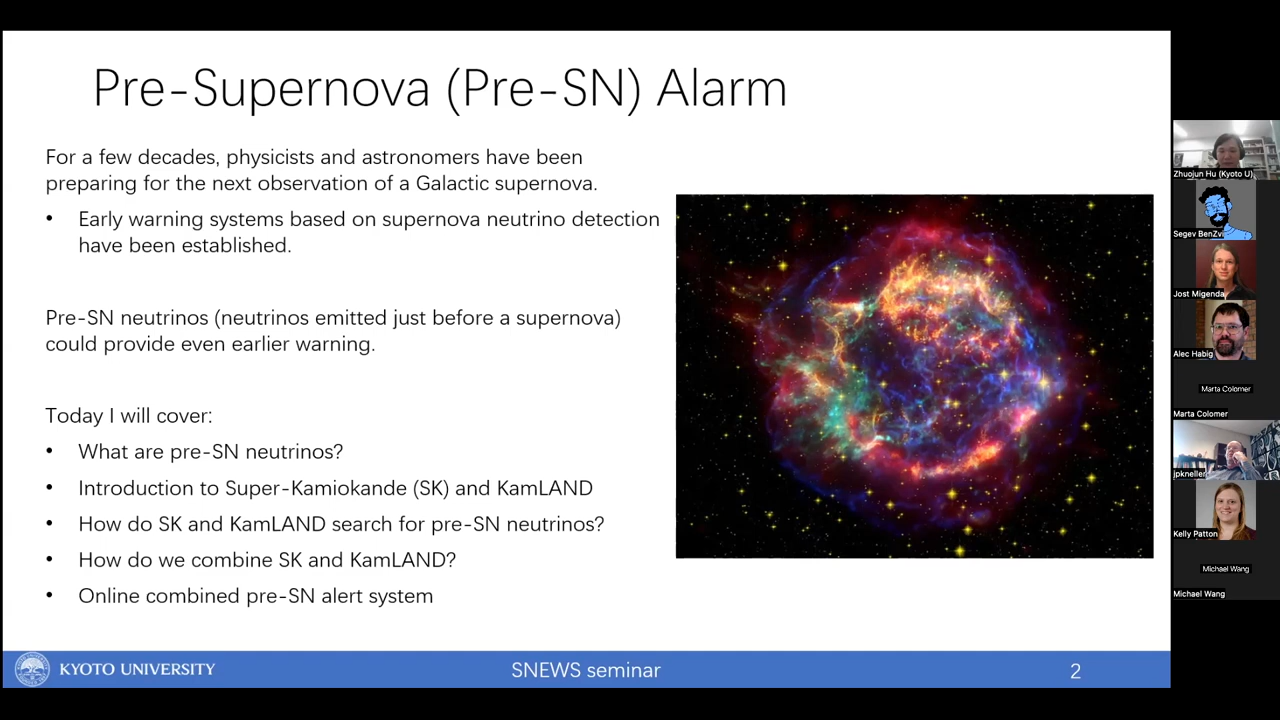 Pre-Supernova (Pre-SN) Alarm
For a few decades, physicists and astronomers have been
preparing for the next observation of a Galactic supernova.
• Early warning systems based on supernova neutrino detection
have been established.
Pre-SN neutrinos (neutrinos emitted just before a supernova)
could provide even earlier warning.
Today I will cover:
• What are pre-SN neutrinos?
• Introduction to Super-Kamiokande (SK) and KamLAND
• How do SK and KamLAND search for pre-SN neutrinos?
• How do we combine SK and KamLAND?
• Online combined pre-SN alert system
KYOTO UNIVERSITY
SNEWS seminar
2
Zhuojun Hu (Kyoto U)
Segev BenZvi
Jost Migenda
Alec Habig
Marta Colomer
Marta Colomer
jpkneller
Kelly Patton
Michael Wang
Michael Wang